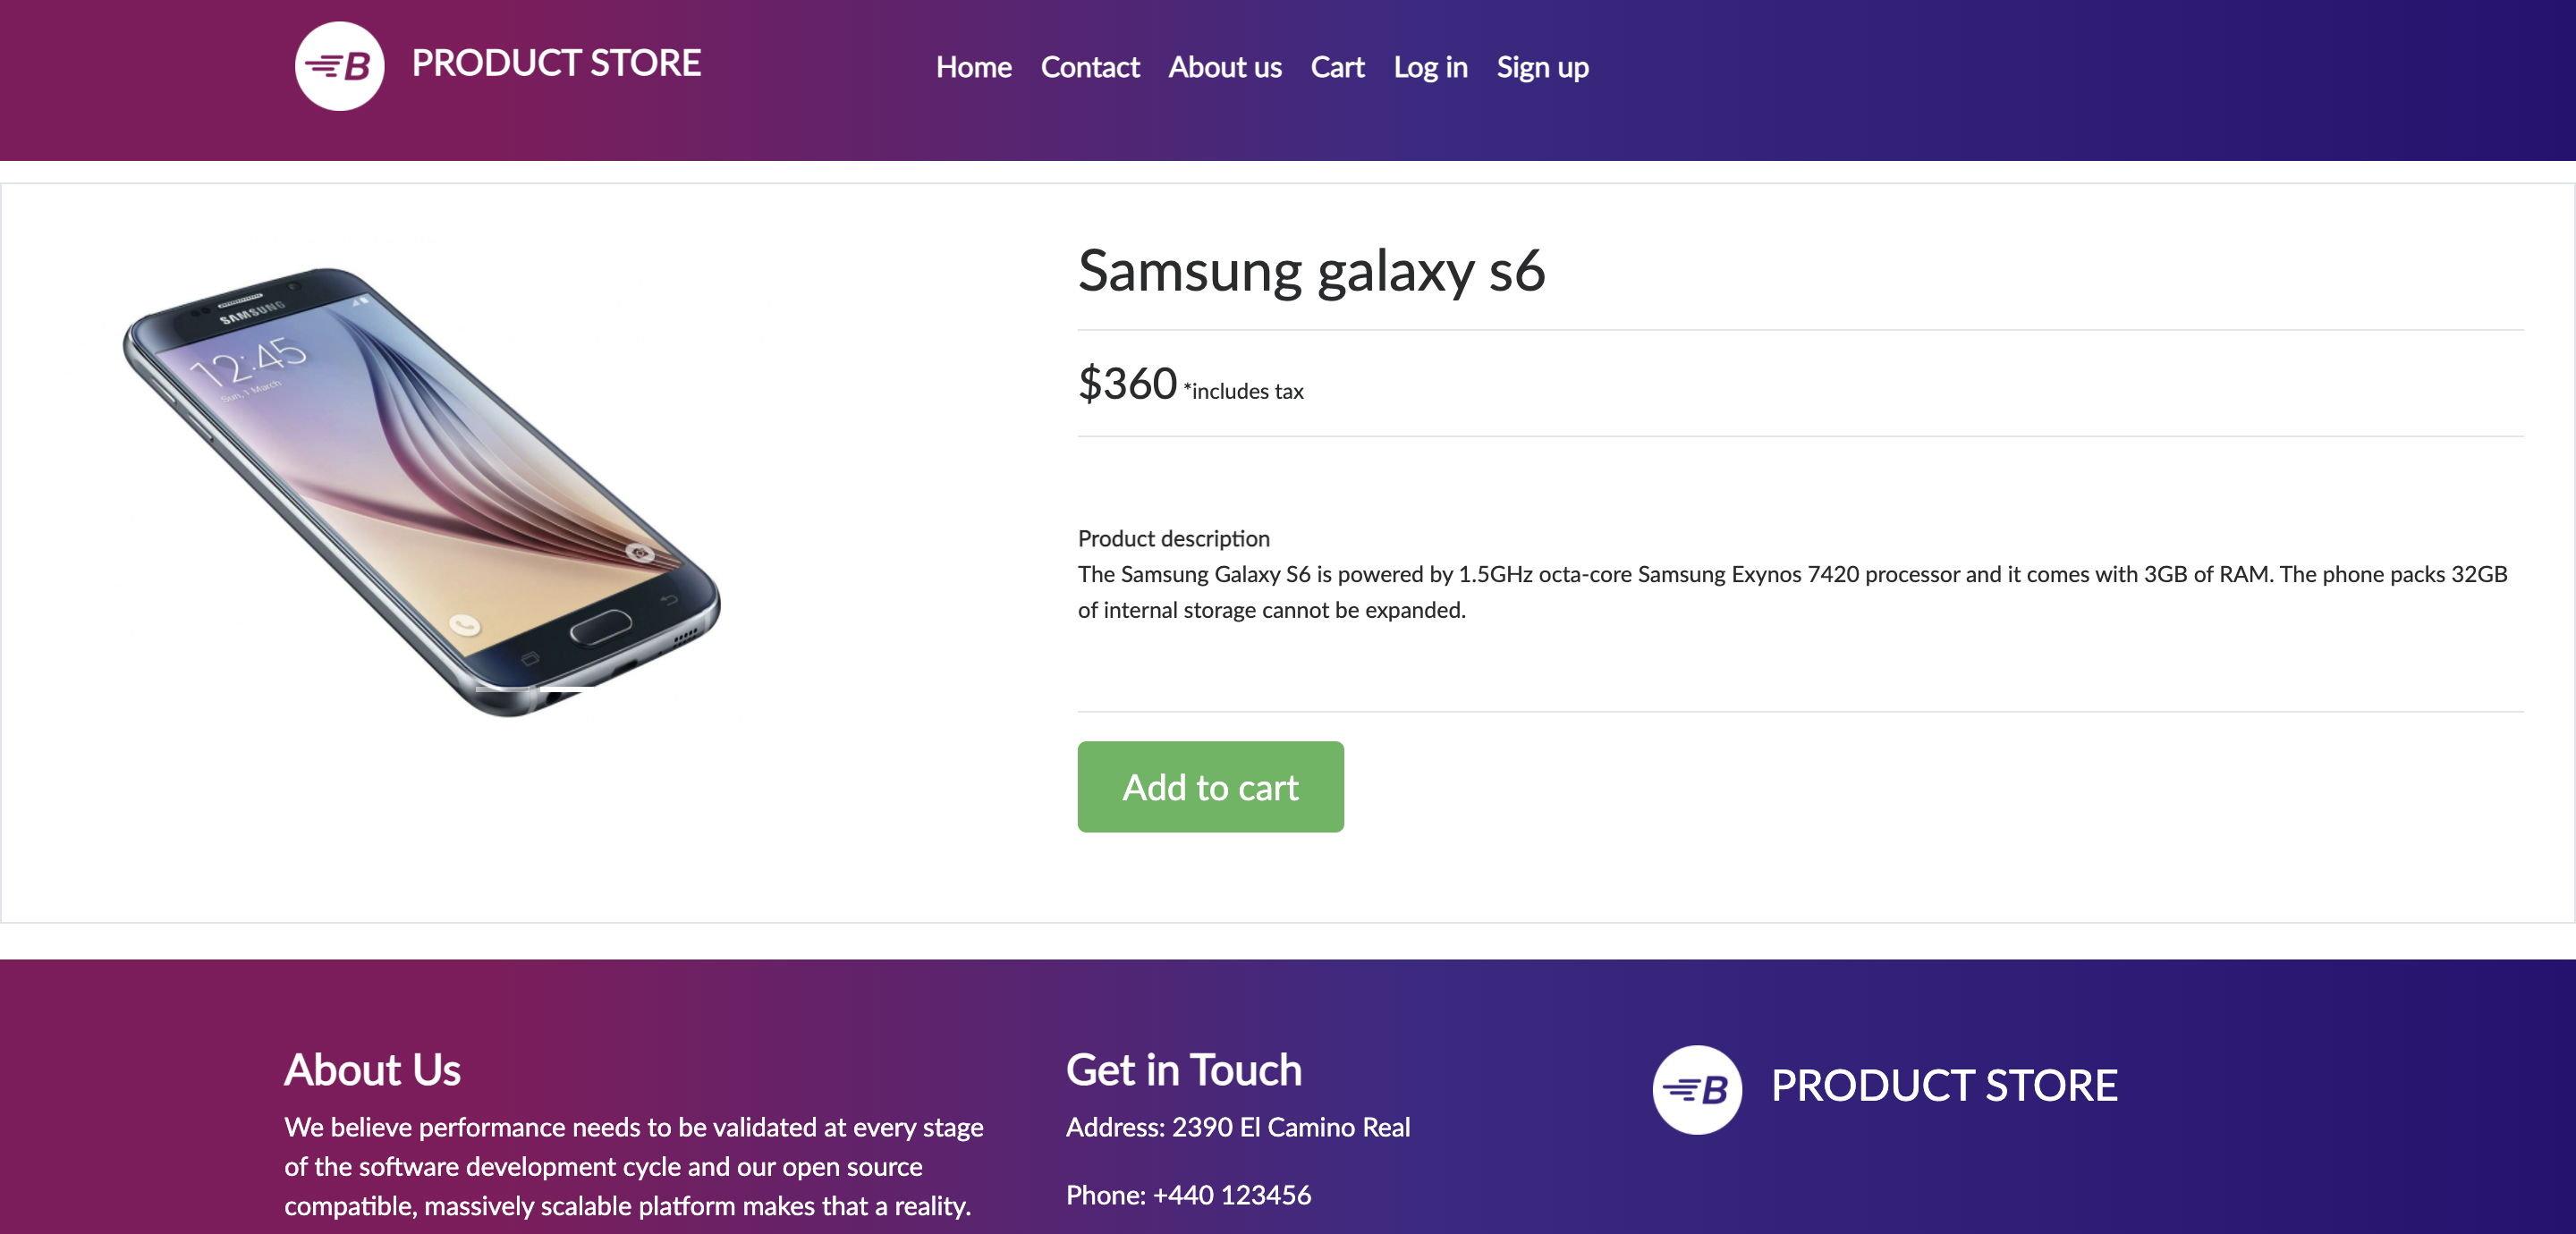 B PRODUCT STORE
Home Contact About us Cart Log in Sign up
Samsung galaxy s6
$360 *includes tax
SAMSUNG
12:45
Sun, 1 March
Product description
The Samsung Galaxy S6 is powered by 1.5GHz octa-core Samsung Exynos 7420 processor and it comes with 3GB of RAM. The phone packs 32GB
of internal storage cannot be expanded.
Add to cart
About Us
We believe performance needs to be validated at every stage
of the software development cycle and our open source
compatible, massively scalable platform makes that a reality.
Get in Touch
Address: 2390 El Camino Real
Phone: +440 123456
B PRODUCT STORE